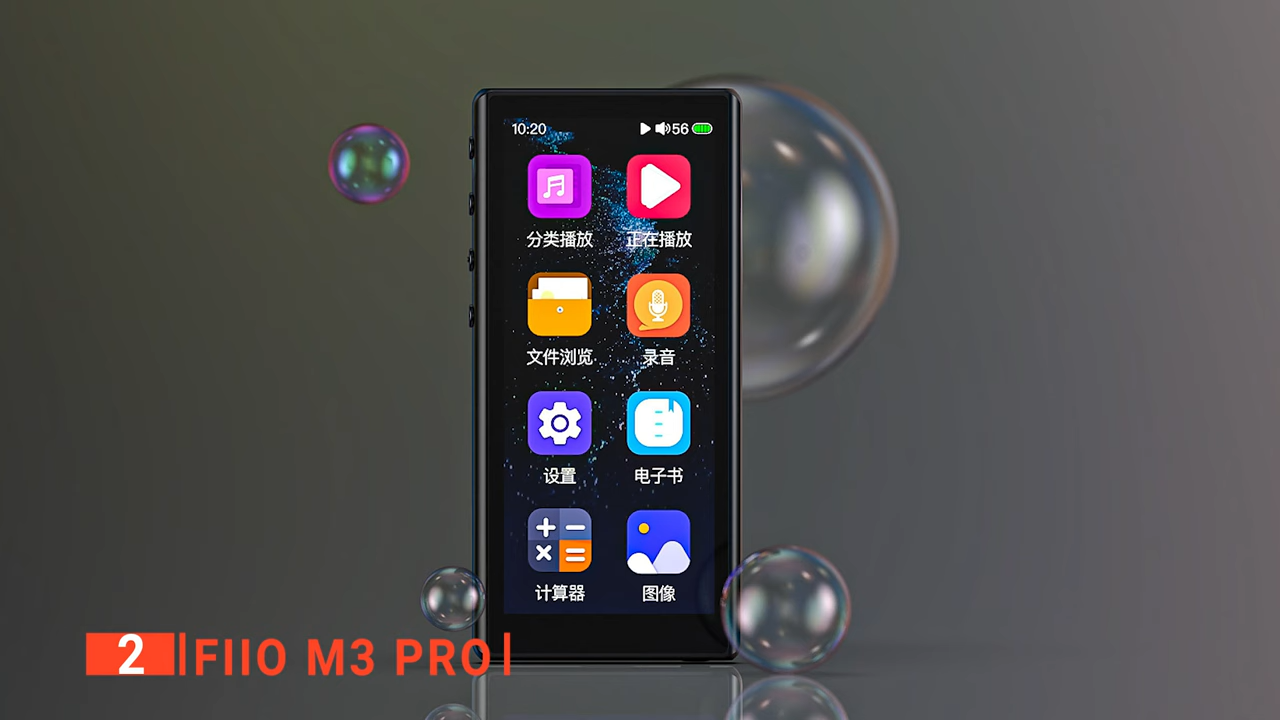 10:20 56
分类播放 正在播放
文件浏览 录音
设置 电子书
计算器 图像
2 FIIO M3 PRO